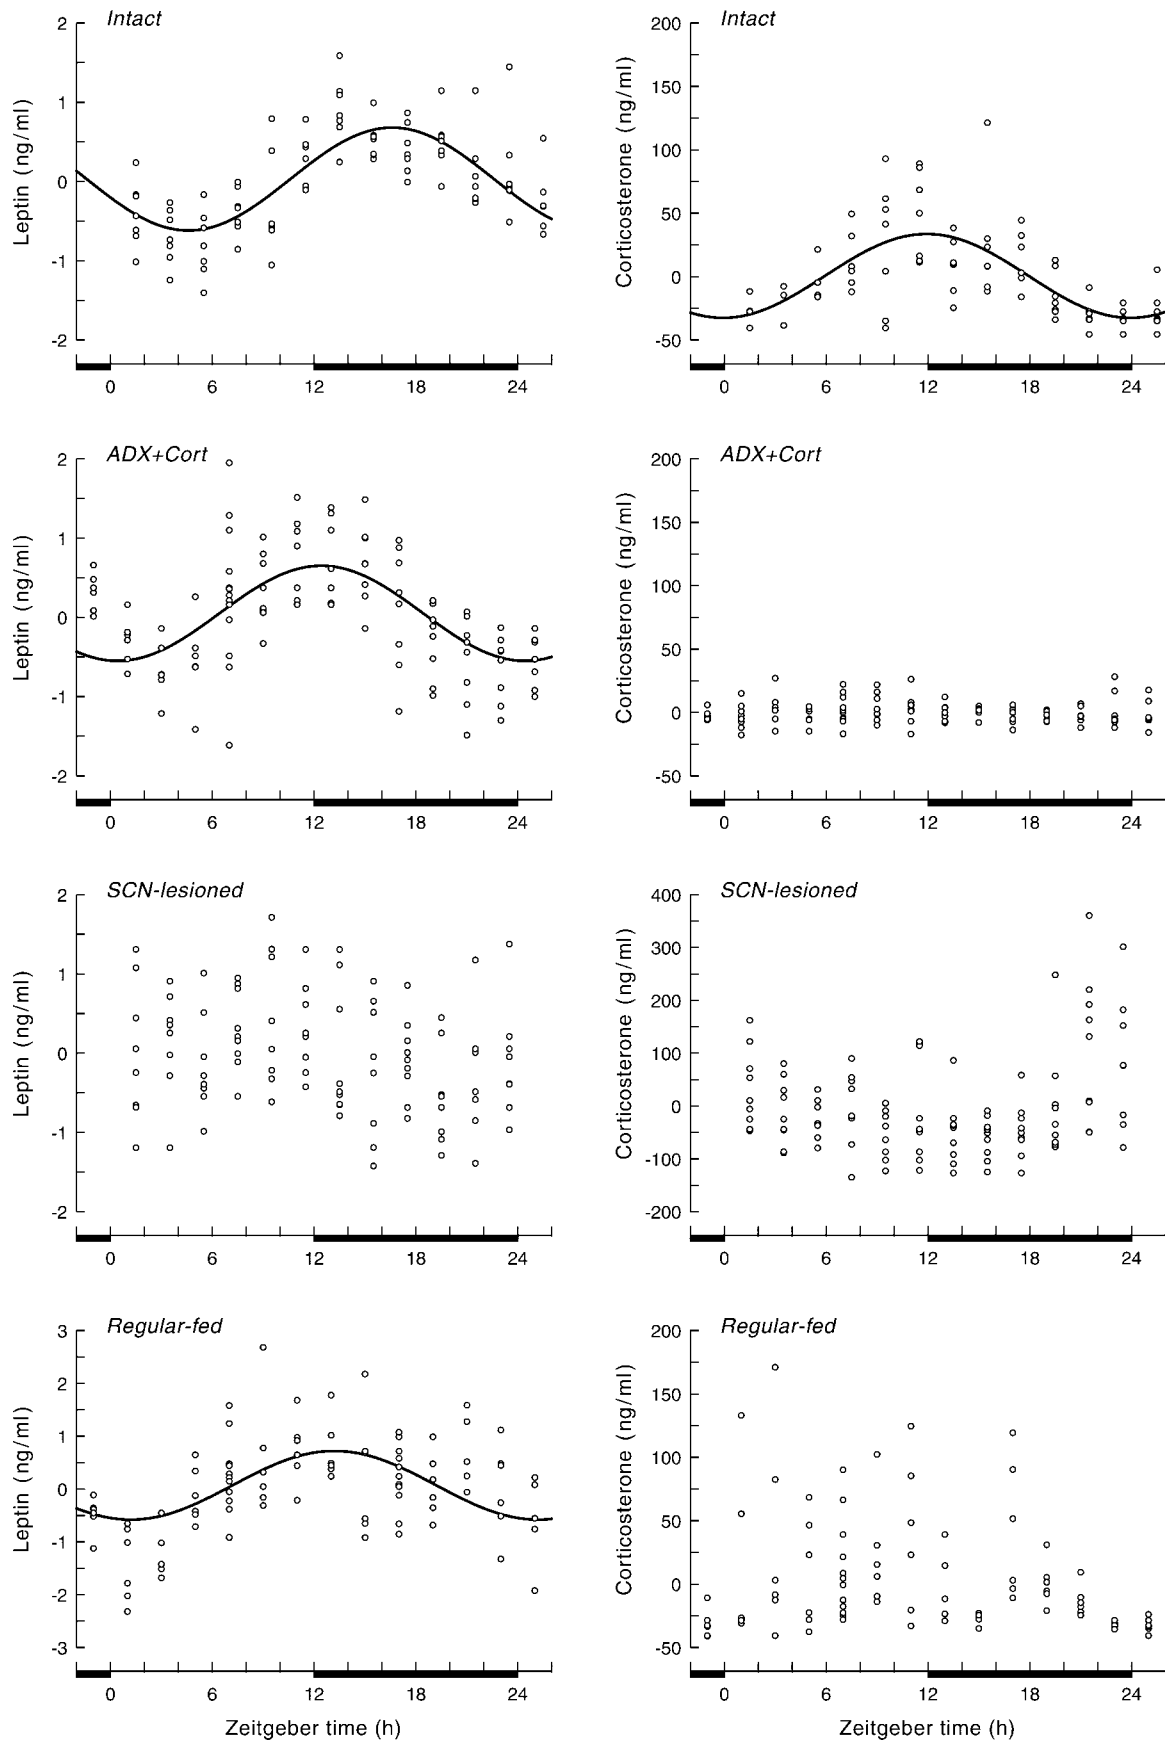 Intact
Leptin (ng/ml)
2
1
0
-1
-2
0 6 12 18 24
Intact
Corticosterone (ng/ml)
200
150
100
50
0
-50
0 6 12 18 24
ADX+Cort
Leptin (ng/ml)
2
1
0
-1
-2
0 6 12 18 24
ADX+Cort
Corticosterone (ng/ml)
200
150
100
50
0
-50
0 6 12 18 24
SCN-lesioned
Leptin (ng/ml)
2
1
0
-1
-2
0 6 12 18 24
SCN-lesioned
Corticosterone (ng/ml)
400
300
200
100
0
-100
-200
0 6 12 18 24
Regular-fed
Leptin (ng/ml)
3
2
1
0
-1
-2
-3
0 6 12 18 24
Zeitgeber time (h)
Regular-fed
Corticosterone (ng/ml)
200
150
100
50
0
-50
0 6 12 18 24
Zeitgeber time (h)